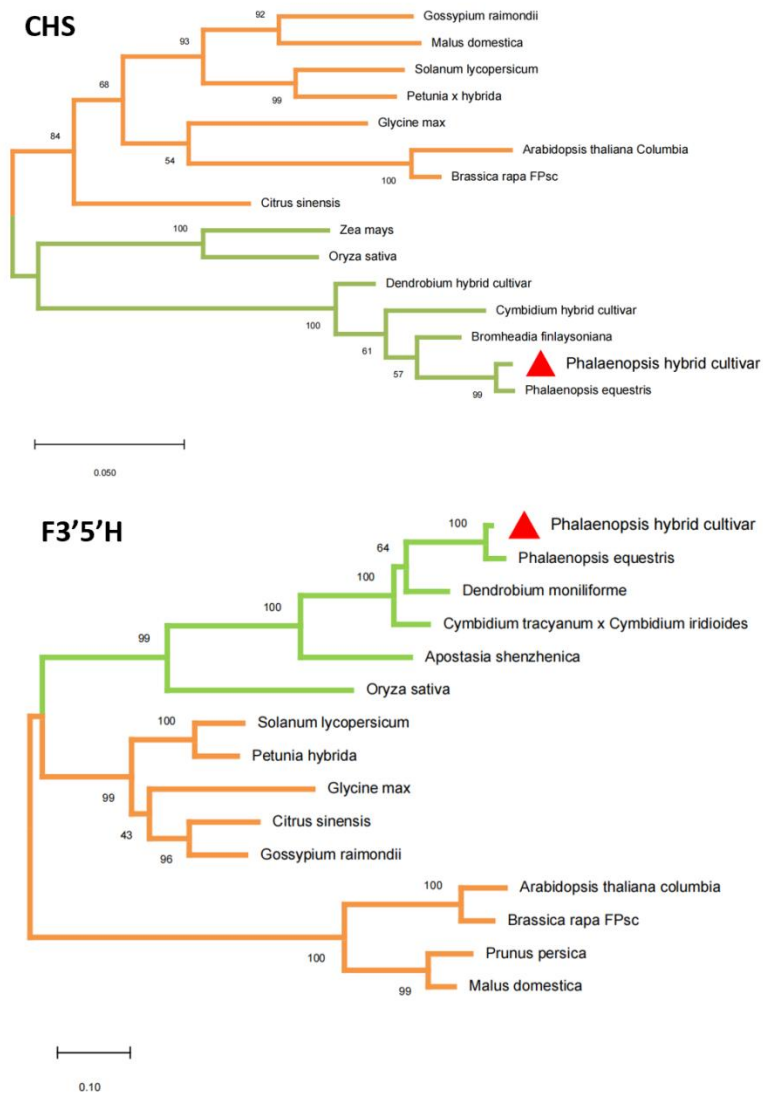 CHS
92
Gossypium raimondii
93
Malus domestica
Solanum lycopersicum
68
99
Petunia x hybrida
Glycine max
84
54
Arabidopsis thaliana Columbia
100
Brassica rapa FPsc
Citrus sinensis
100
Zea mays
Oryza sativa
Dendrobium hybrid cultivar
100
Cymbidium hybrid cultivar
61
Bromheadia finlaysoniana
57
Phalaenopsis hybrid cultivar
99
Phalaenopsis equestris
0.050
F3'5'H
100
Phalaenopsis hybrid cultivar
64
Phalaenopsis equestris
100
Dendrobium moniliforme
100
Cymbidium tracyanum x Cymbidium iridioides
99
Apostasia shenzhenica
Oryza sativa
100
Solanum lycopersicum
Petunia hybrida
99
Glycine max
43
Citrus sinensis
96
Gossypium raimondii
100
Arabidopsis thaliana columbia
Brassica rapa FPsc
100
Prunus persica
99
Malus domestica
0.10